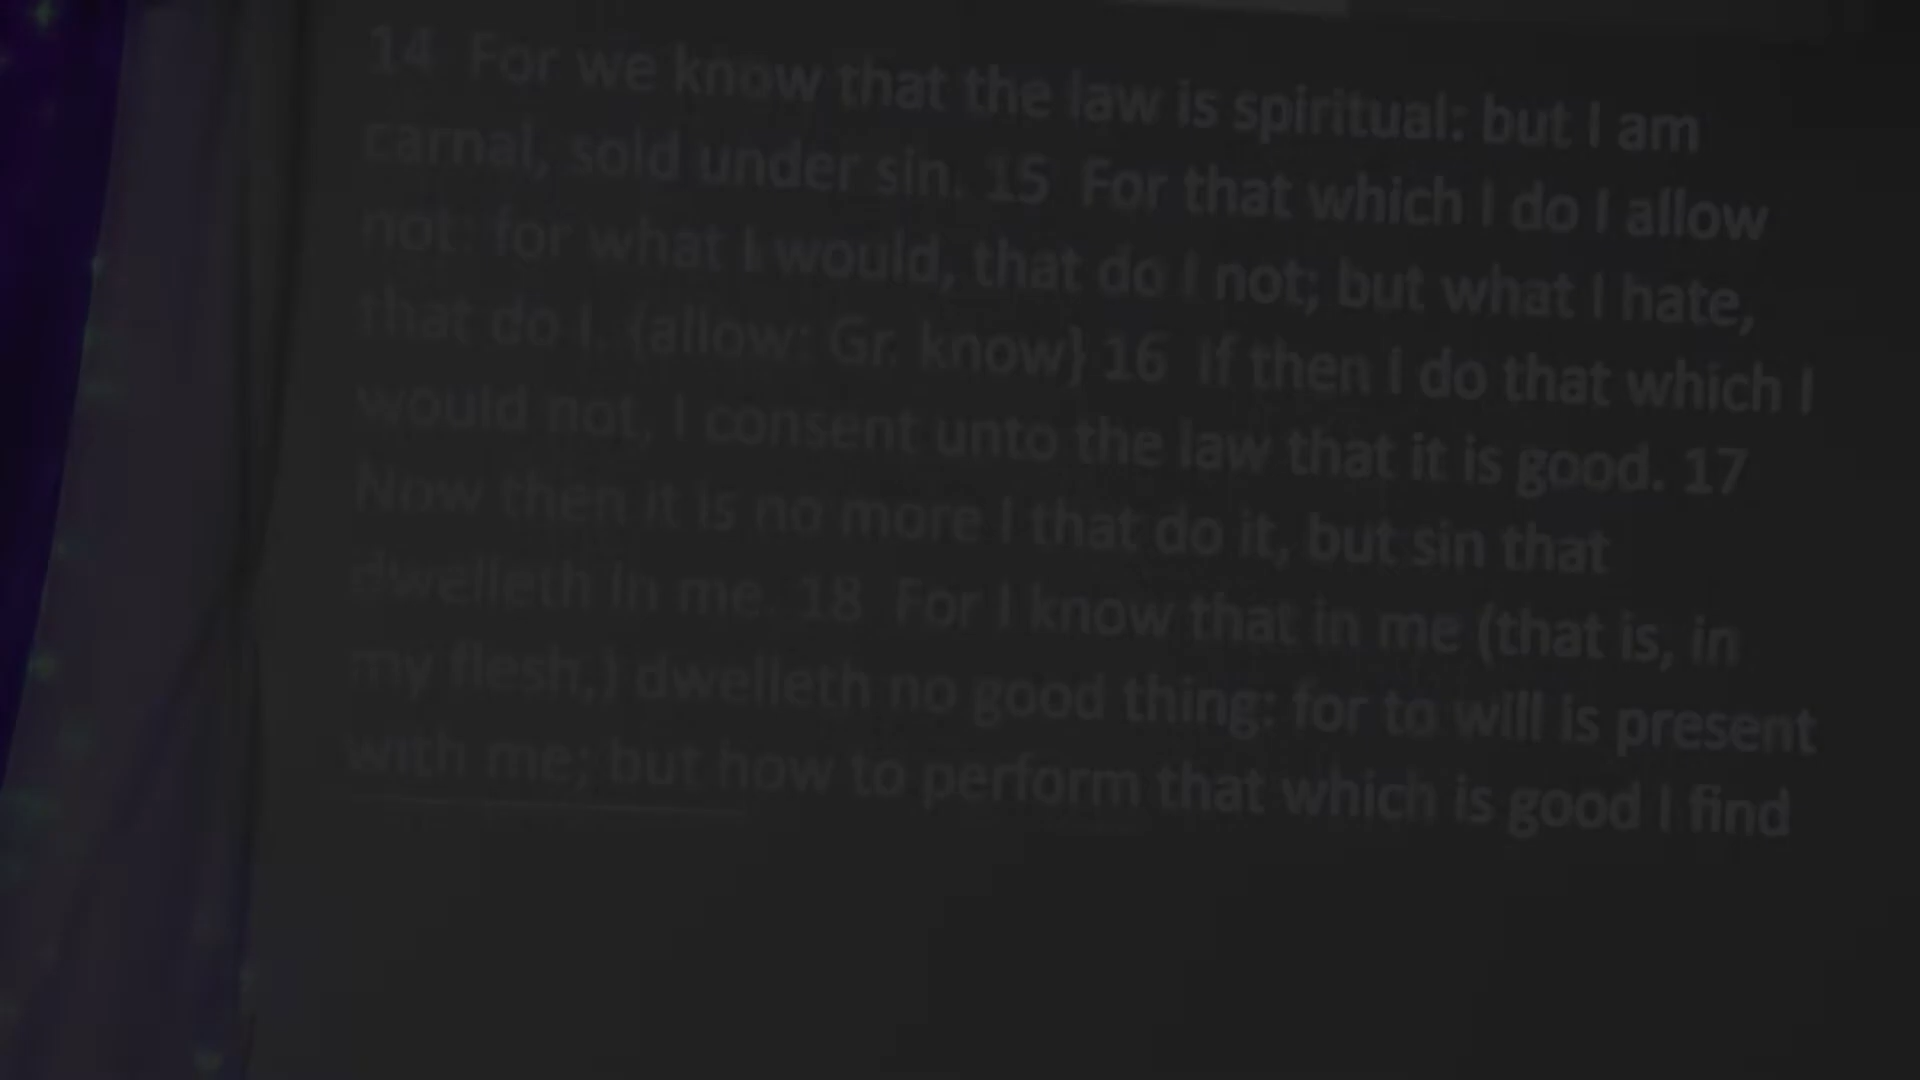 14 For we know that the law is spiritual: but I am
carnal, sold under sin. 15 For that which I do I allow
not: for what I would, that do I not; but what I hate,
that do I. {allow: Gr. know} 16 If then I do that which I
would not, I consent unto the law that it is good. 17
Now then it is no more I that do it, but sin that
dwelleth in me. 18 For I know that in me (that is, in
my flesh,) dwelleth no good thing: for to will is present
with me; but how to perform that which is good I find